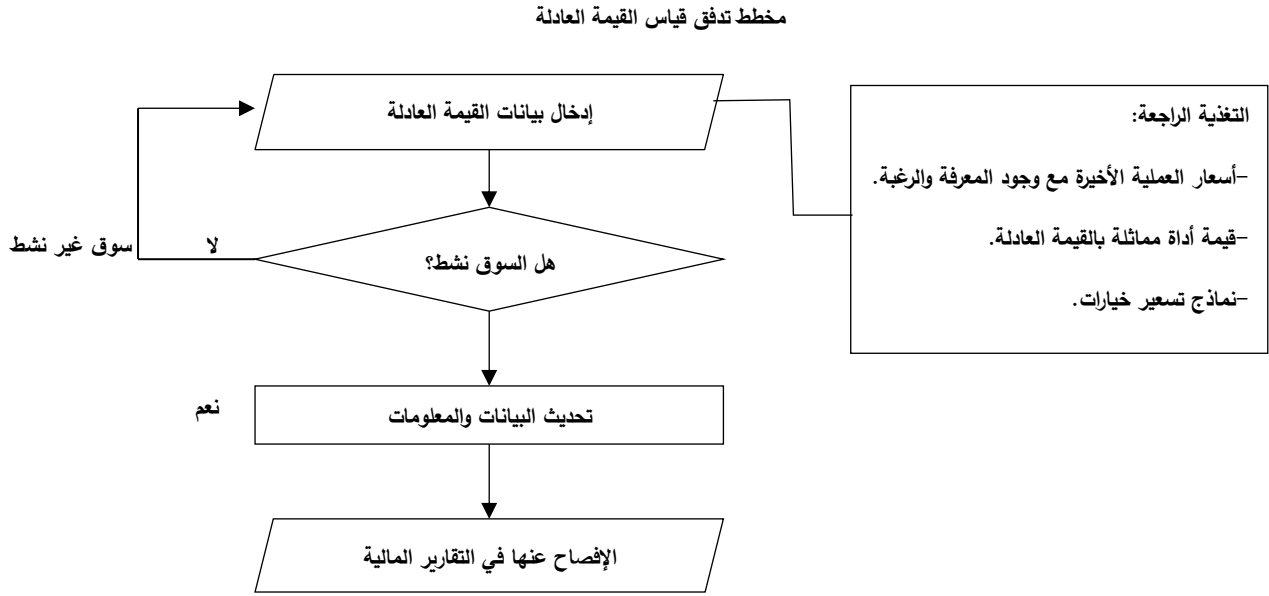 مخطط تدفق قياس القيمة العادلة
إدخال بيانات القيمة العادلة
التغذية الراجعة:
-أسعار العملية الأخيرة مع وجود المعرفة والرغبة.
-قيمة أداة مماثلة بالقيمة العادلة.
-نماذج تسعير خيارات.
هل السوق نشط؟
لا
سوق غير نشط
نعم
تحديث البيانات والمعلومات
الإفصاح عنها في التقارير المالية